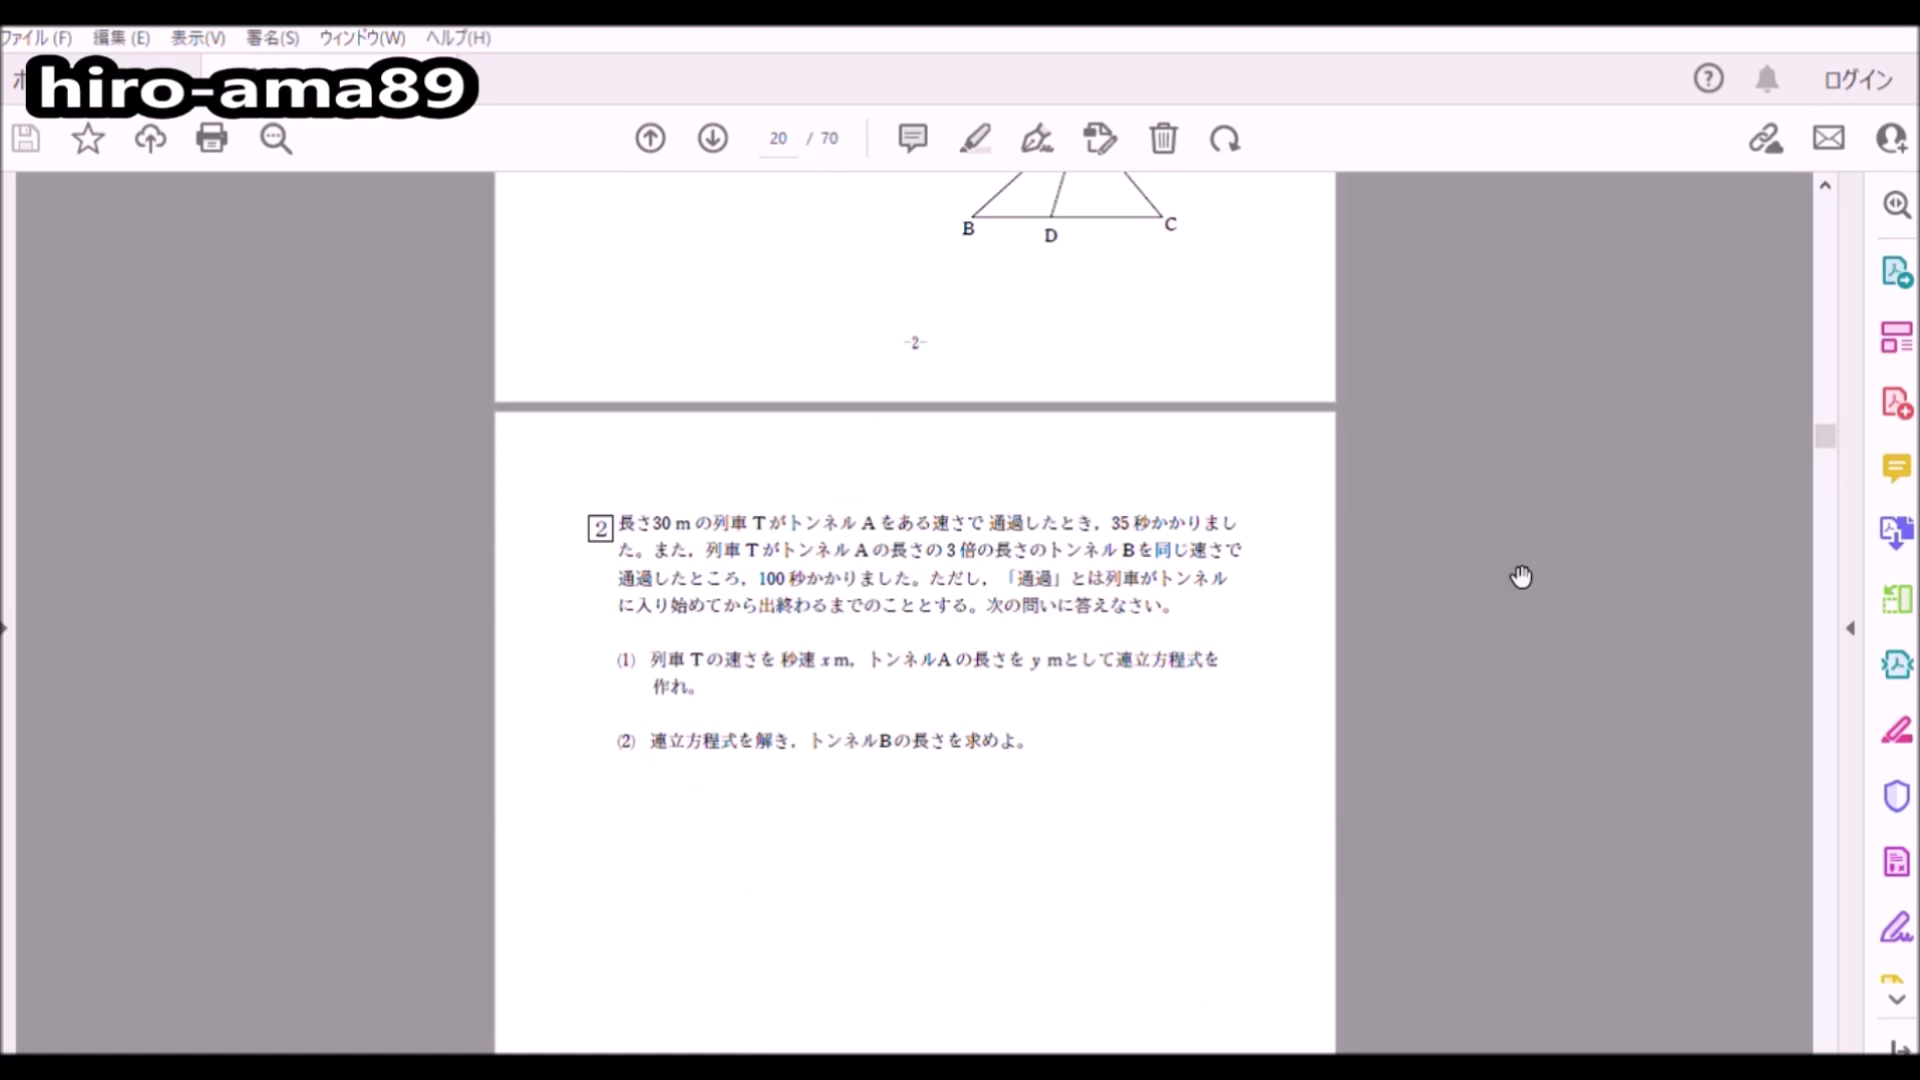 ファイル (F) 編集 (E) 表示(V) 署名(S) ウィンドウ(W) ヘルプ(H)
hiro-ama89
ログイン
20 / 70
B
D
C
-2-
2 長さ30 m の列車 T がトンネル A をある速さで 通過したとき，35 秒かかりまし
た。また，列車 T がトンネル A の長さの 3 倍の長さのトンネル B を同じ速さで
通過したところ，100 秒かかりました。ただし，「通過」とは列車がトンネル
に入り始めてから出終わるまでのこととする。次の問いに答えなさい。
(1) 列車 T の速さを 秒速 x m，トンネルA の長さを y mとして連立方程式を
作れ。
(2) 連立方程式を解き，トンネルBの長さを求めよ。